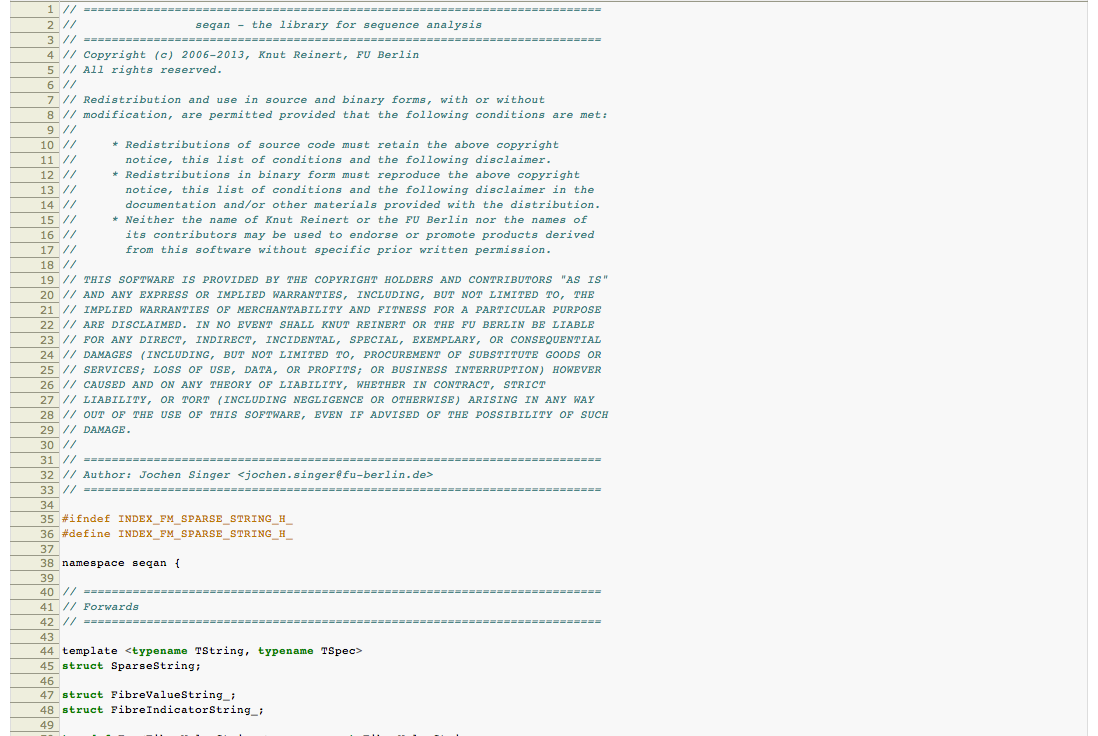 1 // ==========================================================================
2 //                 seqan - the library for sequence analysis
3 // ==========================================================================
4 // Copyright (c) 2006-2013, Knut Reinert, FU Berlin
5 // All rights reserved.
6 //
7 // Redistribution and use in source and binary forms, with or without
8 // modification, are permitted provided that the following conditions are met:
9 //
10 //     * Redistributions of source code must retain the above copyright
11 //       notice, this list of conditions and the following disclaimer.
12 //     * Redistributions in binary form must reproduce the above copyright
13 //       notice, this list of conditions and the following disclaimer in the
14 //       documentation and/or other materials provided with the distribution.
15 //     * Neither the name of Knut Reinert or the FU Berlin nor the names of
16 //       its contributors may be used to endorse or promote products derived
17 //       from this software without specific prior written permission.
18 //
19 // THIS SOFTWARE IS PROVIDED BY THE COPYRIGHT HOLDERS AND CONTRIBUTORS "AS IS"
20 // AND ANY EXPRESS OR IMPLIED WARRANTIES, INCLUDING, BUT NOT LIMITED TO, THE
21 // IMPLIED WARRANTIES OF MERCHANTABILITY AND FITNESS FOR A PARTICULAR PURPOSE
22 // ARE DISCLAIMED. IN NO EVENT SHALL KNUT REINERT OR THE FU BERLIN BE LIABLE
23 // FOR ANY DIRECT, INDIRECT, INCIDENTAL, SPECIAL, EXEMPLARY, OR CONSEQUENTIAL
24 // DAMAGES (INCLUDING, BUT NOT LIMITED TO, PROCUREMENT OF SUBSTITUTE GOODS OR
25 // SERVICES; LOSS OF USE, DATA, OR PROFITS; OR BUSINESS INTERRUPTION) HOWEVER
26 // CAUSED AND ON ANY THEORY OF LIABILITY, WHETHER IN CONTRACT, STRICT
27 // LIABILITY, OR TORT (INCLUDING NEGLIGENCE OR OTHERWISE) ARISING IN ANY WAY
28 // OUT OF THE USE OF THIS SOFTWARE, EVEN IF ADVISED OF THE POSSIBILITY OF SUCH
29 // DAMAGE.
30 //
31 // ==========================================================================
32 // Author: Jochen Singer <jochen.singer@fu-berlin.de>
33 // ==========================================================================
34
35 #ifndef INDEX_FM_SPARSE_STRING_H_
36 #define INDEX_FM_SPARSE_STRING_H_
37
38 namespace seqan {
39
40 // ==========================================================================
41 // Forwards
42 // ==========================================================================
43
44 template <typename TString, typename TSpec>
45 struct SparseString;
46
47 struct FibreValueString_;
48 struct FibreIndicatorString_;
49